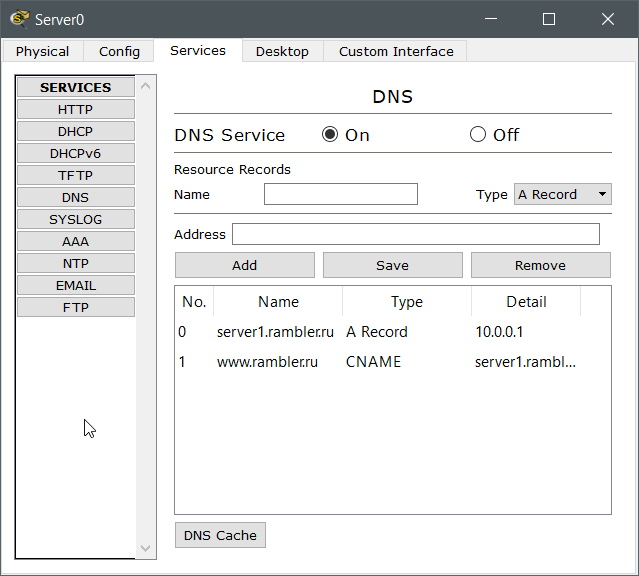 Server0
Physical Config Services Desktop Custom Interface
SERVICES
HTTP
DHCP
DHCPv6
TFTP
DNS
SYSLOG
AAA
NTP
EMAIL
FTP
DNS
DNS Service On Off
Resource Records
Name Type A Record
Address
Add Save Remove
No. Name Type Detail
0 server1.rambler.ru A Record 10.0.0.1
1 www.rambler.ru CNAME server1.rambl...
DNS Cache